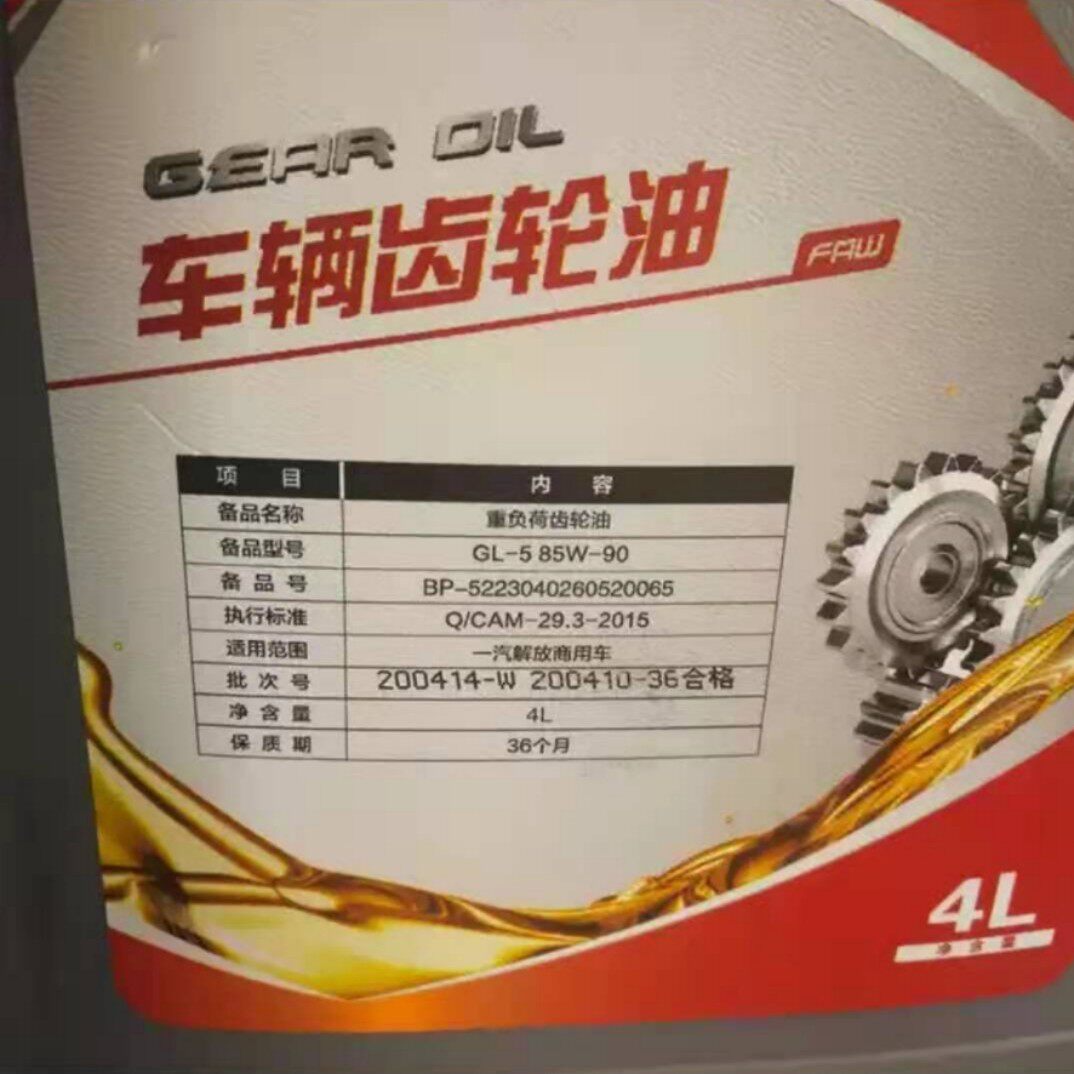 GEAR OIL
车辆齿轮油
FAW
项 目 内 容
备品名称 重负荷齿轮油
备品型号 GL-5 85W-90
备品号 BP-5223040260520065
执行标准 Q/CAM-29.3-2015
适用范围 一汽解放商用车
批次号 200414-W 200410-36合格
净含量 4L
保质期 36个月
4L
净含量